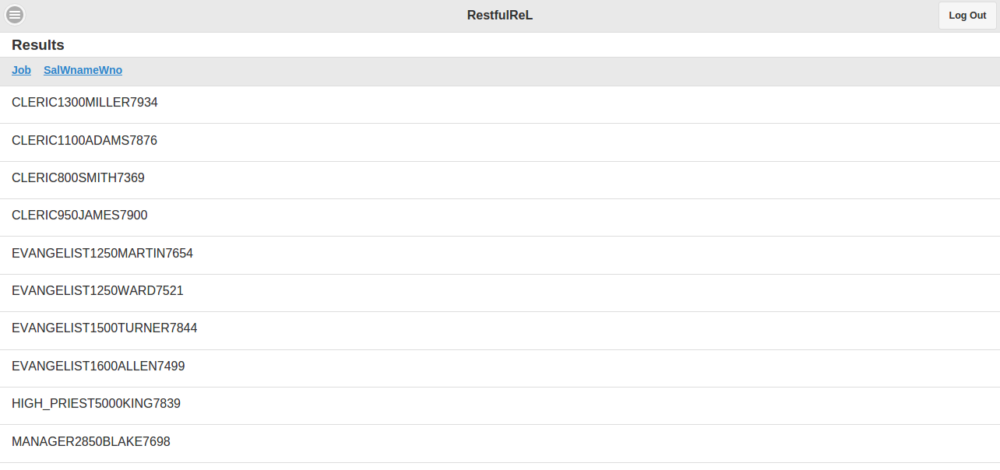 RestfulReL
Log Out
Results
Job SalWnameWno
CLERIC1300MILLER7934
CLERIC1100ADAMS7876
CLERIC800SMITH7369
CLERIC950JAMES7900
EVANGELIST1250MARTIN7654
EVANGELIST1250WARD7521
EVANGELIST1500TURNER7844
EVANGELIST1600ALLEN7499
HIGH_PRIEST5000KING7839
MANAGER2850BLAKE7698